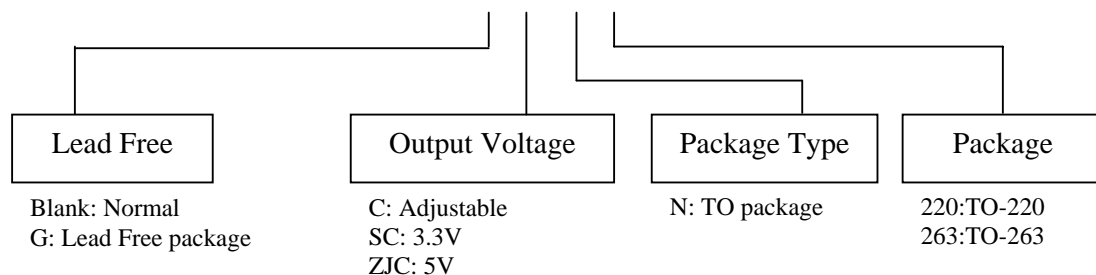 Lead Free
Output Voltage
Package Type
Package
Blank: Normal
G: Lead Free package
C: Adjustable
SC: 3.3V
ZJC: 5V
N: TO package
220:TO-220
263:TO-263